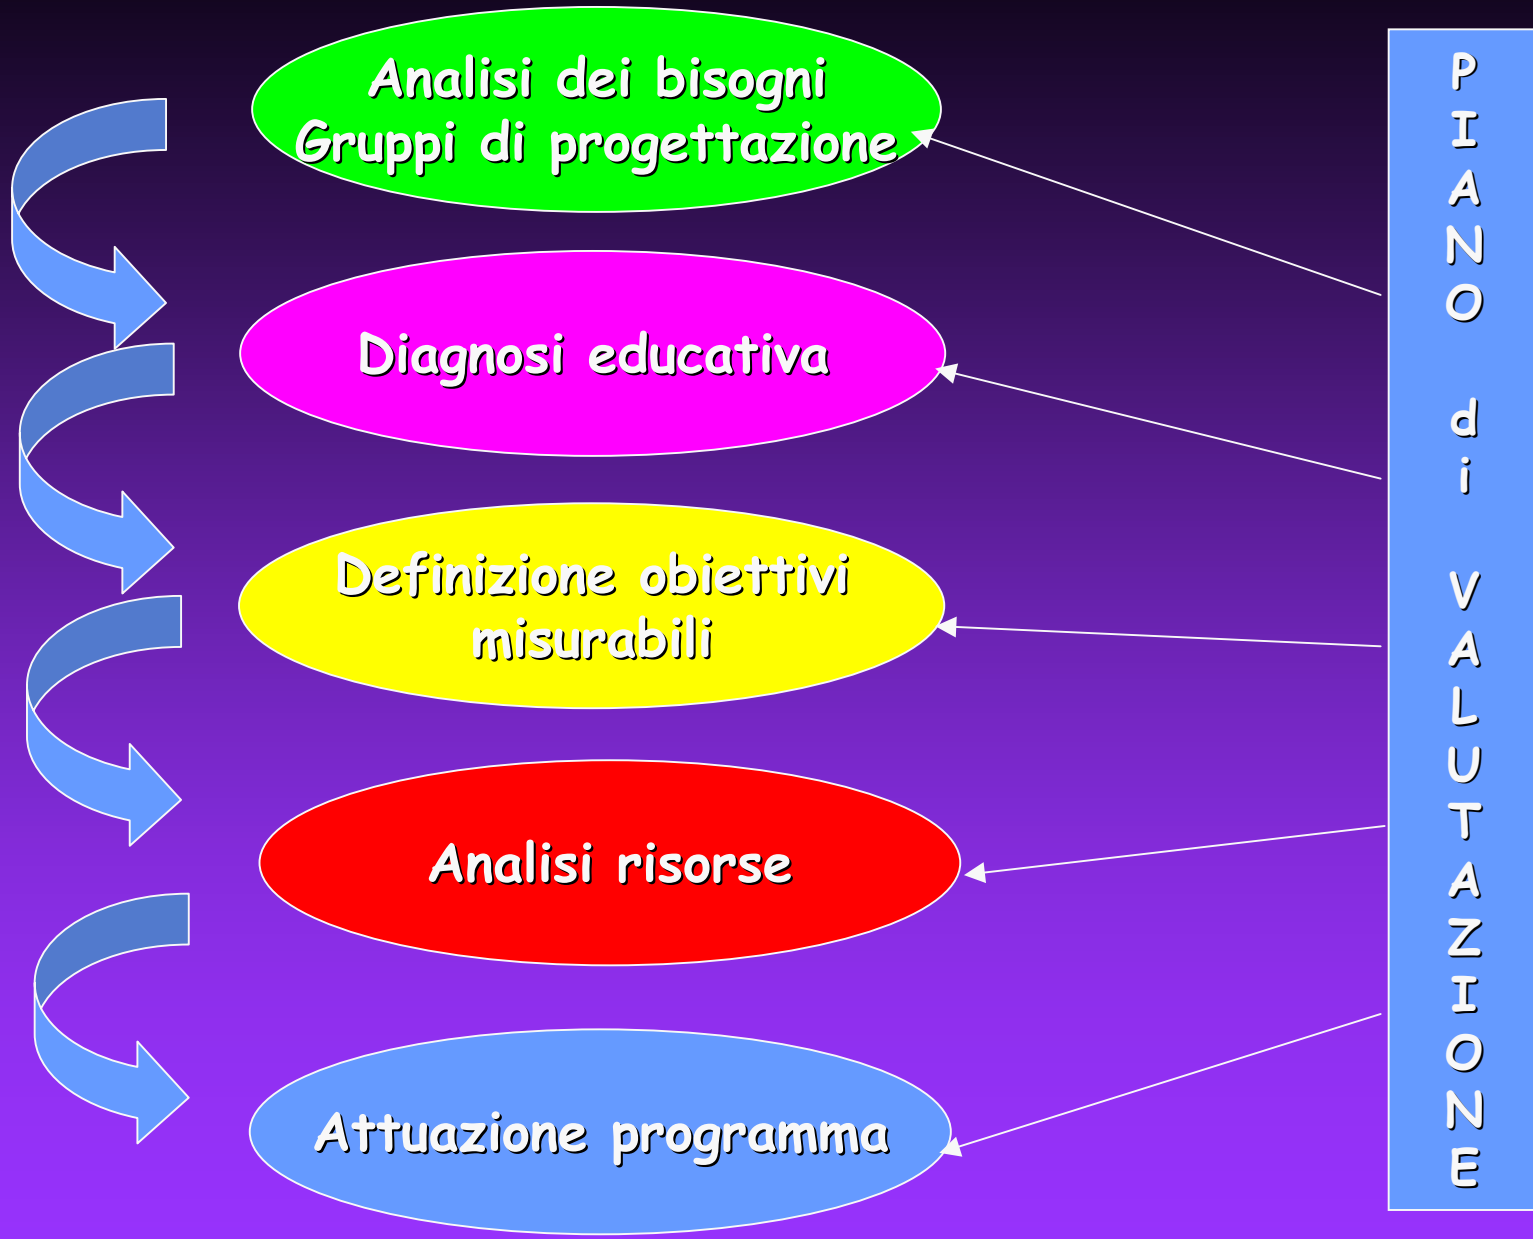 Analisi dei bisogni
Gruppi di progettazione
Diagnosi educativa
Definizione obiettivi
misurabili
Analisi risorse
Attuazione programma
P
I
A
N
O
d
i
V
A
L
U
T
A
Z
I
O
N
E